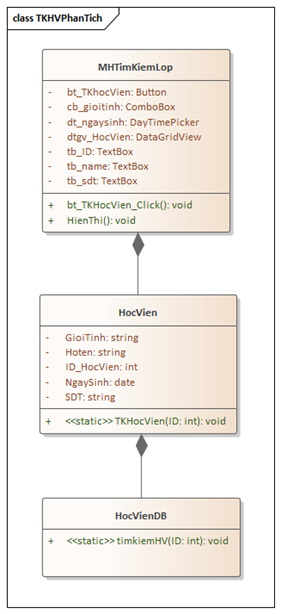 class TKHVPhanTích
MHTimKiemLop
- bt_TKhocVien: Button
- cb_gioitinh: ComboBox
- dt_ngaysinh: DayTimePicker
- dtgv_HocVien: DataGridView
- tb_ID: TextBox
- tb_name: TextBox
- tb_sdt: TextBox
+ bt_TKHocVien_Click(): void
+ HienThi(): void
HocVien
- GioiTinh: string
- Hoten: string
- ID_HocVien: int
- NgaySinh: date
- SDT: string
+ <<static>> TKHocVien(ID: int): void
HocVienDB
+ <<static>> timkiemHV(ID: int): void